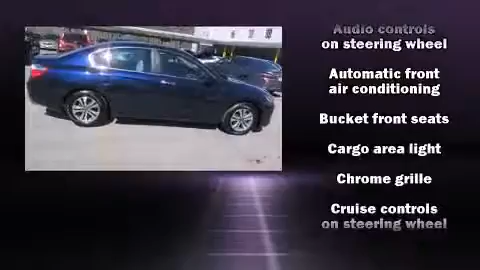 Audio controls
on steering wheel
Automatic front
air conditioning
Bucket front seats
Cargo area light
Chrome grille
Cruise controls
on steering wheel